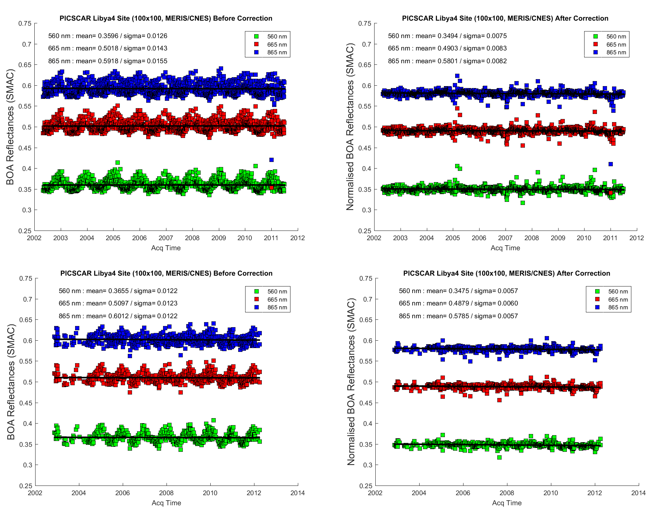 PICSCAR Libya4 Site (100x100, MERIS/CNES) Before Correction
560 nm : mean= 0.3596 / sigma= 0.0126
665 nm : mean= 0.5018 / sigma= 0.0143
865 nm : mean= 0.5918 / sigma= 0.0155
560 nm
665 nm
865 nm
BOA Reflectances (SMAC)
0.75
0.7
0.65
0.6
0.55
0.5
0.45
0.4
0.35
0.3
0.25
2002 2003 2004 2005 2006 2007 2008 2009 2010 2011 2012
Acq Time
PICSCAR Libya4 Site (100x100, MERIS/CNES) After Correction
560 nm : mean= 0.3494 / sigma= 0.0075
665 nm : mean= 0.4903 / sigma= 0.0083
865 nm : mean= 0.5801 / sigma= 0.0082
560 nm
665 nm
865 nm
Normalised BOA Reflectances (SMAC)
0.75
0.7
0.65
0.6
0.55
0.5
0.45
0.4
0.35
0.3
0.25
2002 2003 2004 2005 2006 2007 2008 2009 2010 2011 2012
Acq Time
PICSCAR Libya4 Site (100x100, MERIS/CNES) Before Correction
560 nm : mean= 0.3655 / sigma= 0.0122
665 nm : mean= 0.5097 / sigma= 0.0123
865 nm : mean= 0.6012 / sigma= 0.0122
560 nm
665 nm
865 nm
BOA Reflectances (SMAC)
0.75
0.7
0.65
0.6
0.55
0.5
0.45
0.4
0.35
0.3
0.25
2002 2004 2006 2008 2010 2012 2014
Acq Time
PICSCAR Libya4 Site (100x100, MERIS/CNES) After Correction
560 nm : mean= 0.3475 / sigma= 0.0057
665 nm : mean= 0.4879 / sigma= 0.0060
865 nm : mean= 0.5785 / sigma= 0.0057
560 nm
665 nm
865 nm
Normalised BOA Reflectances (SMAC)
0.75
0.7
0.65
0.6
0.55
0.5
0.45
0.4
0.35
0.3
0.25
2002 2004 2006 2008 2010 2012 2014
Acq Time